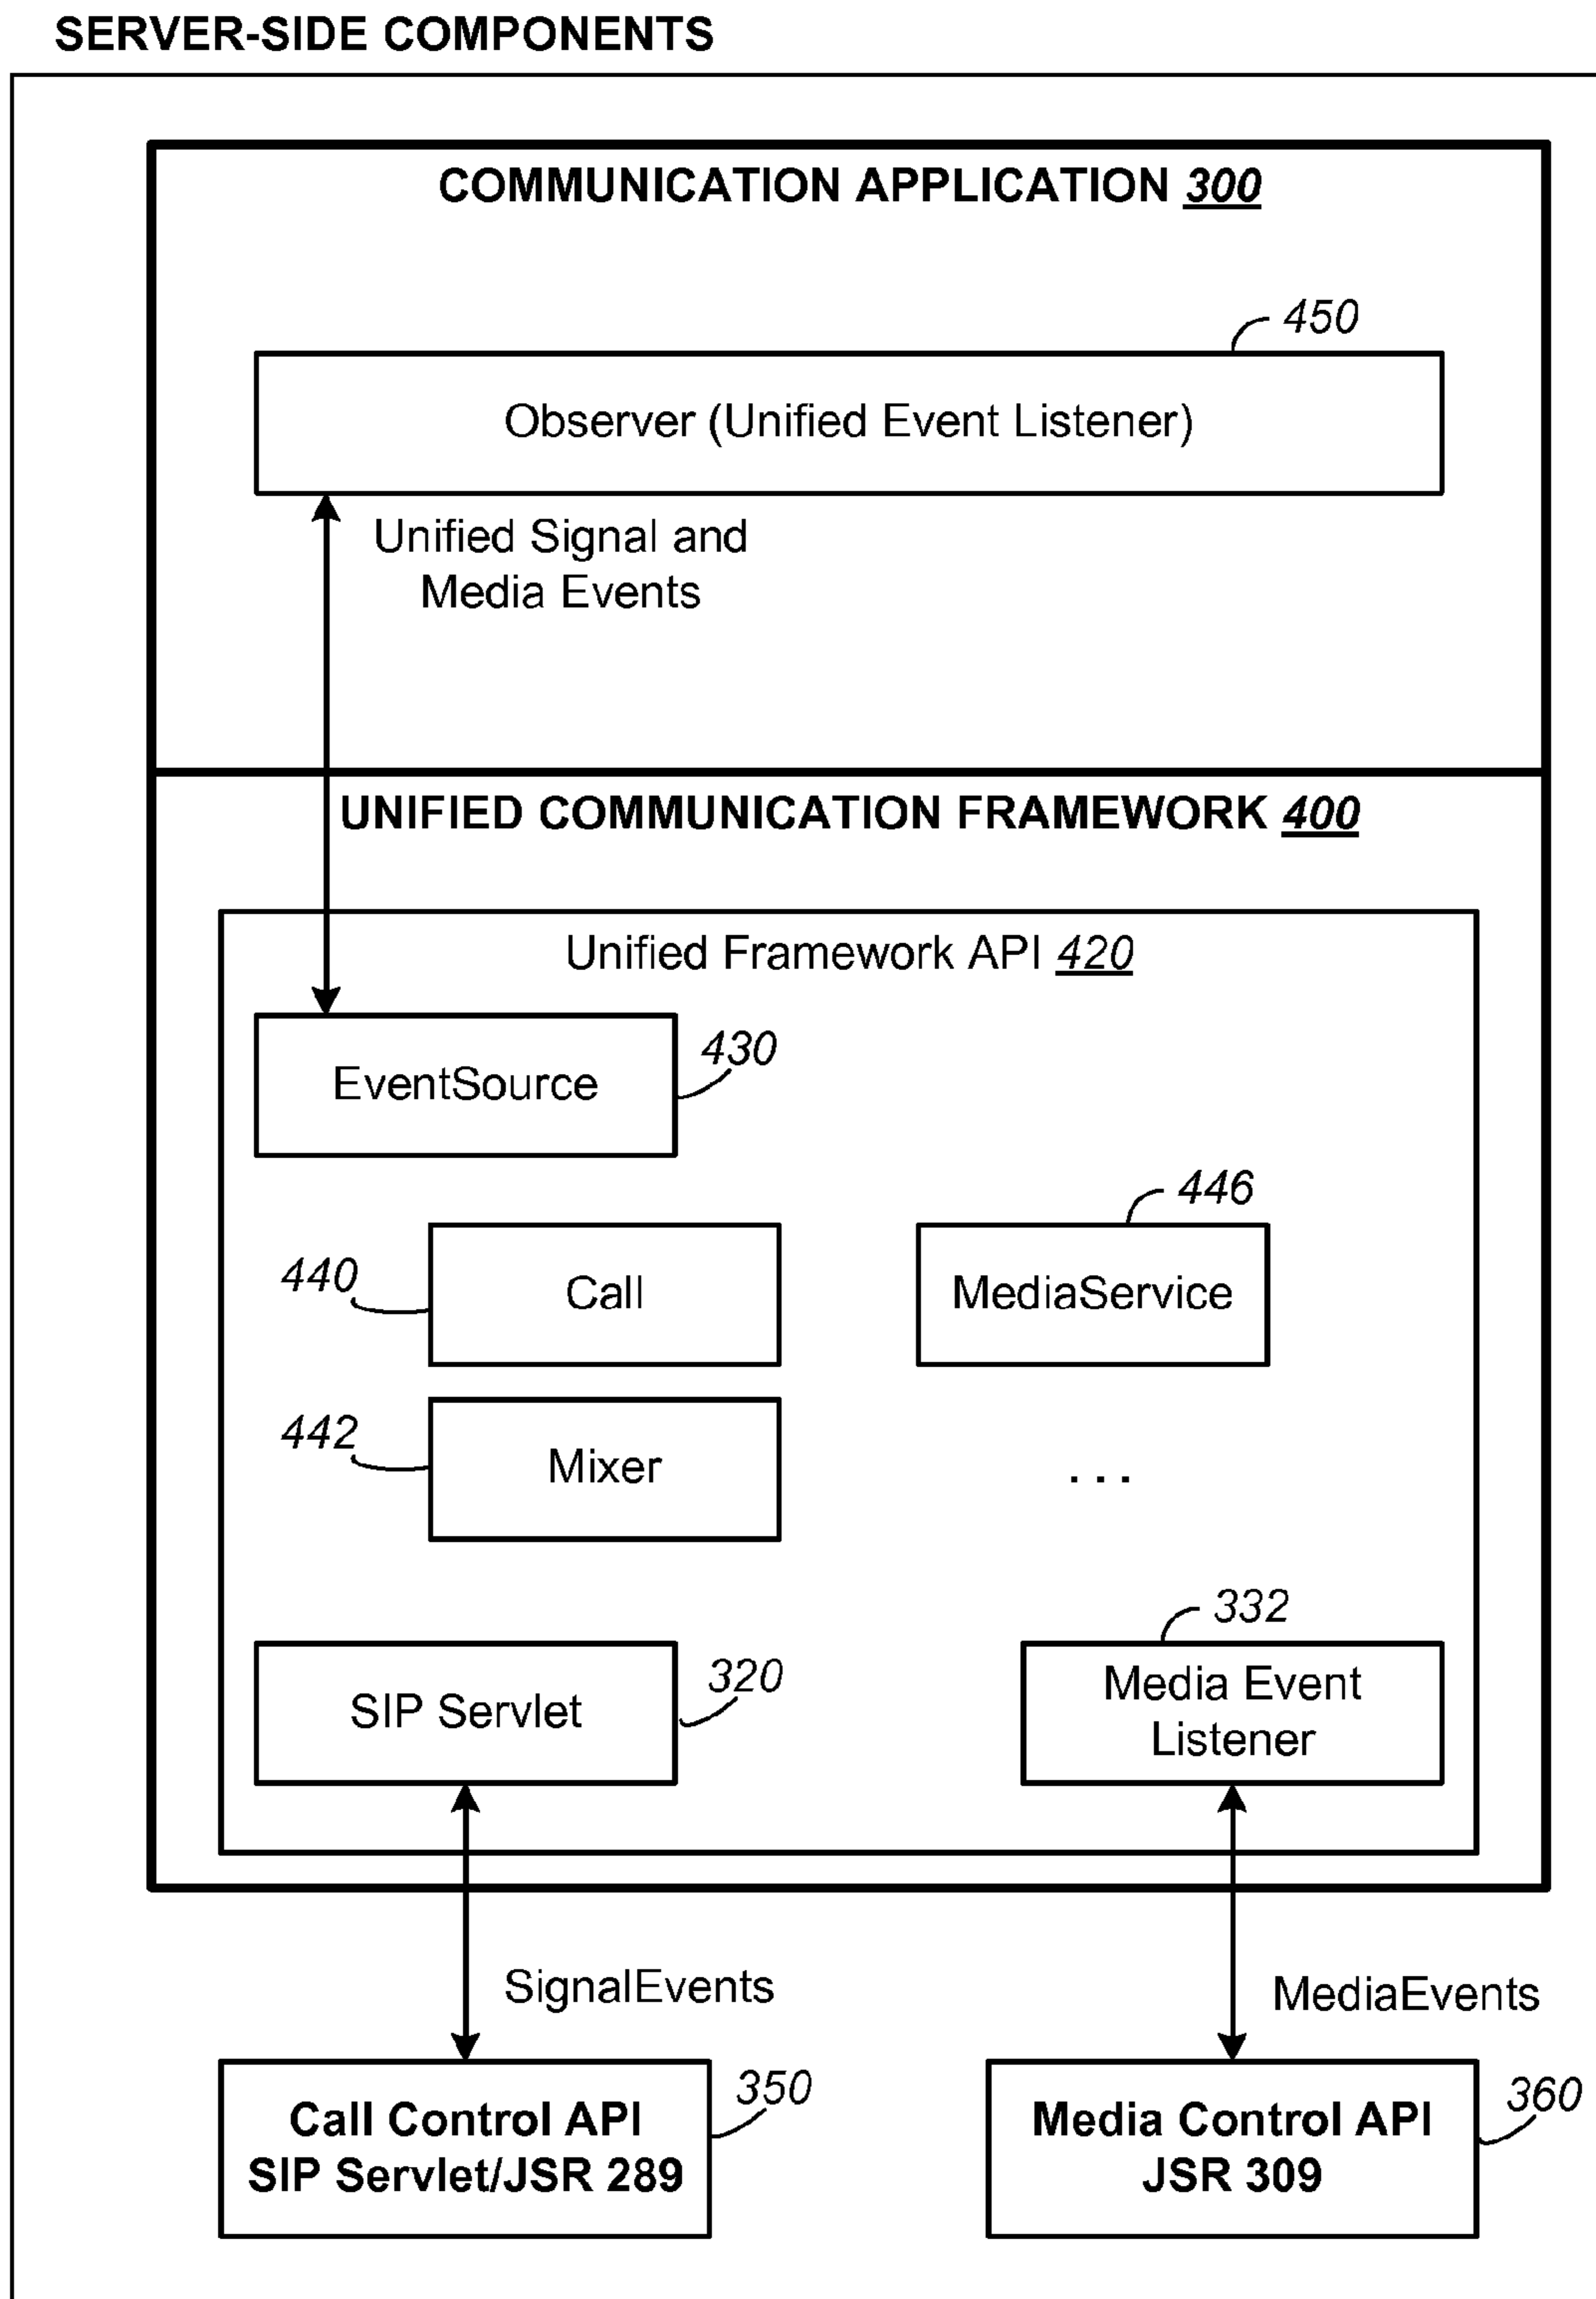 SERVER-SIDE COMPONENTS
COMMUNICATION APPLICATION 300
450
Observer (Unified Event Listener)
Unified Signal and
Media Events
UNIFIED COMMUNICATION FRAMEWORK 400
Unified Framework API 420
430
EventSource
446
440
Call
MediaService
442
Mixer
...
332
320
SIP Servlet
Media Event
Listener
SignalEvents
MediaEvents
350
Call Control API
SIP Servlet/JSR 289
360
Media Control API
JSR 309